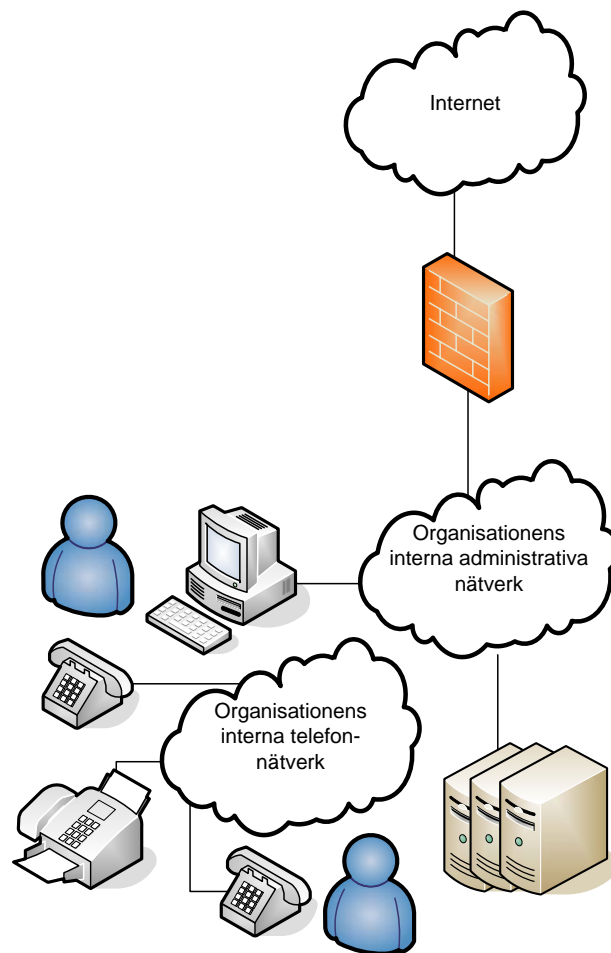 Internet
Organisationens
interna administrativa
nätverk
Organisationens
interna telefon-
nätverk